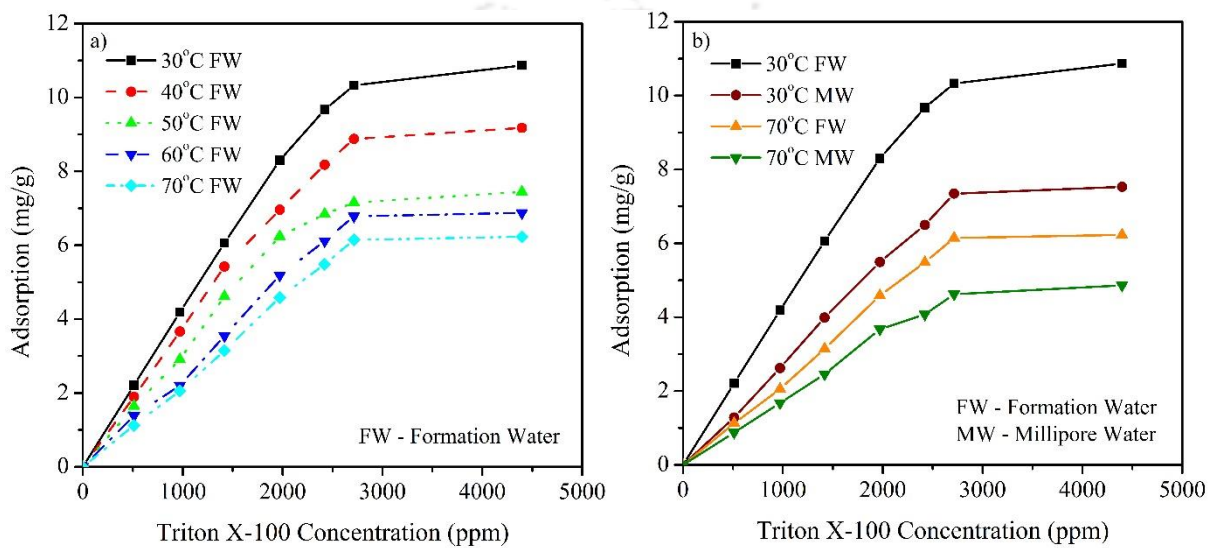 a)
30°C FW
40°C FW
50°C FW
60°C FW
70°C FW
FW - Formation Water
12
10
8
6
4
2
0
0 1000 2000 3000 4000 5000
Adsorption (mg/g)
Triton X-100 Concentration (ppm)
b)
30°C FW
30°C MW
70°C FW
70°C MW
FW - Formation Water
MW - Millipore Water
12
10
8
6
4
2
0
0 1000 2000 3000 4000 5000
Adsorption (mg/g)
Triton X-100 Concentration (ppm)